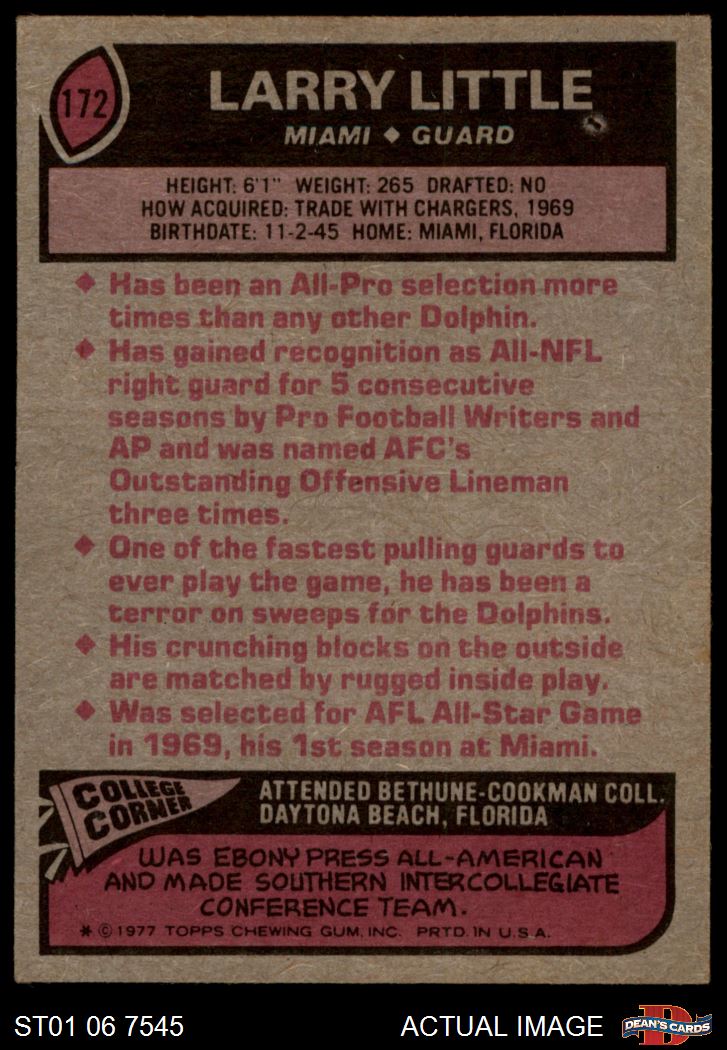 172
LARRY LITTLE
MIAMI ◆ GUARD
HEIGHT: 6'1" WEIGHT: 265 DRAFTED: NO
HOW ACQUIRED: TRADE WITH CHARGERS, 1969
BIRTHDATE: 11-2-45 HOME: MIAMI, FLORIDA
◆ Has been an All-Pro selection more
times than any other Dolphin.
◆ Has gained recognition as All-NFL
right guard for 5 consecutive
seasons by Pro Football Writers and
AP and was named AFC's
Outstanding Offensive Lineman
three times.
◆ One of the fastest pulling guards to
ever play the game, he has been a
terror on sweeps for the Dolphins.
◆ His crunching blocks on the outside
are matched by rugged inside play.
◆ Was selected for AFL All-Star Game
in 1969, his 1st season at Miami.
COLLEGE
CORNER
ATTENDED BETHUNE-COOKMAN COLL.
DAYTONA BEACH, FLORIDA
WAS EBONY PRESS ALL-AMERICAN
AND MADE SOUTHERN INTERCOLLEGIATE
CONFERENCE TEAM.
* © 1977 TOPPS CHEWING GUM, INC. PRTD. IN U.S.A.
ST01 06 7545
ACTUAL IMAGE
D
DEAN'S CARDS